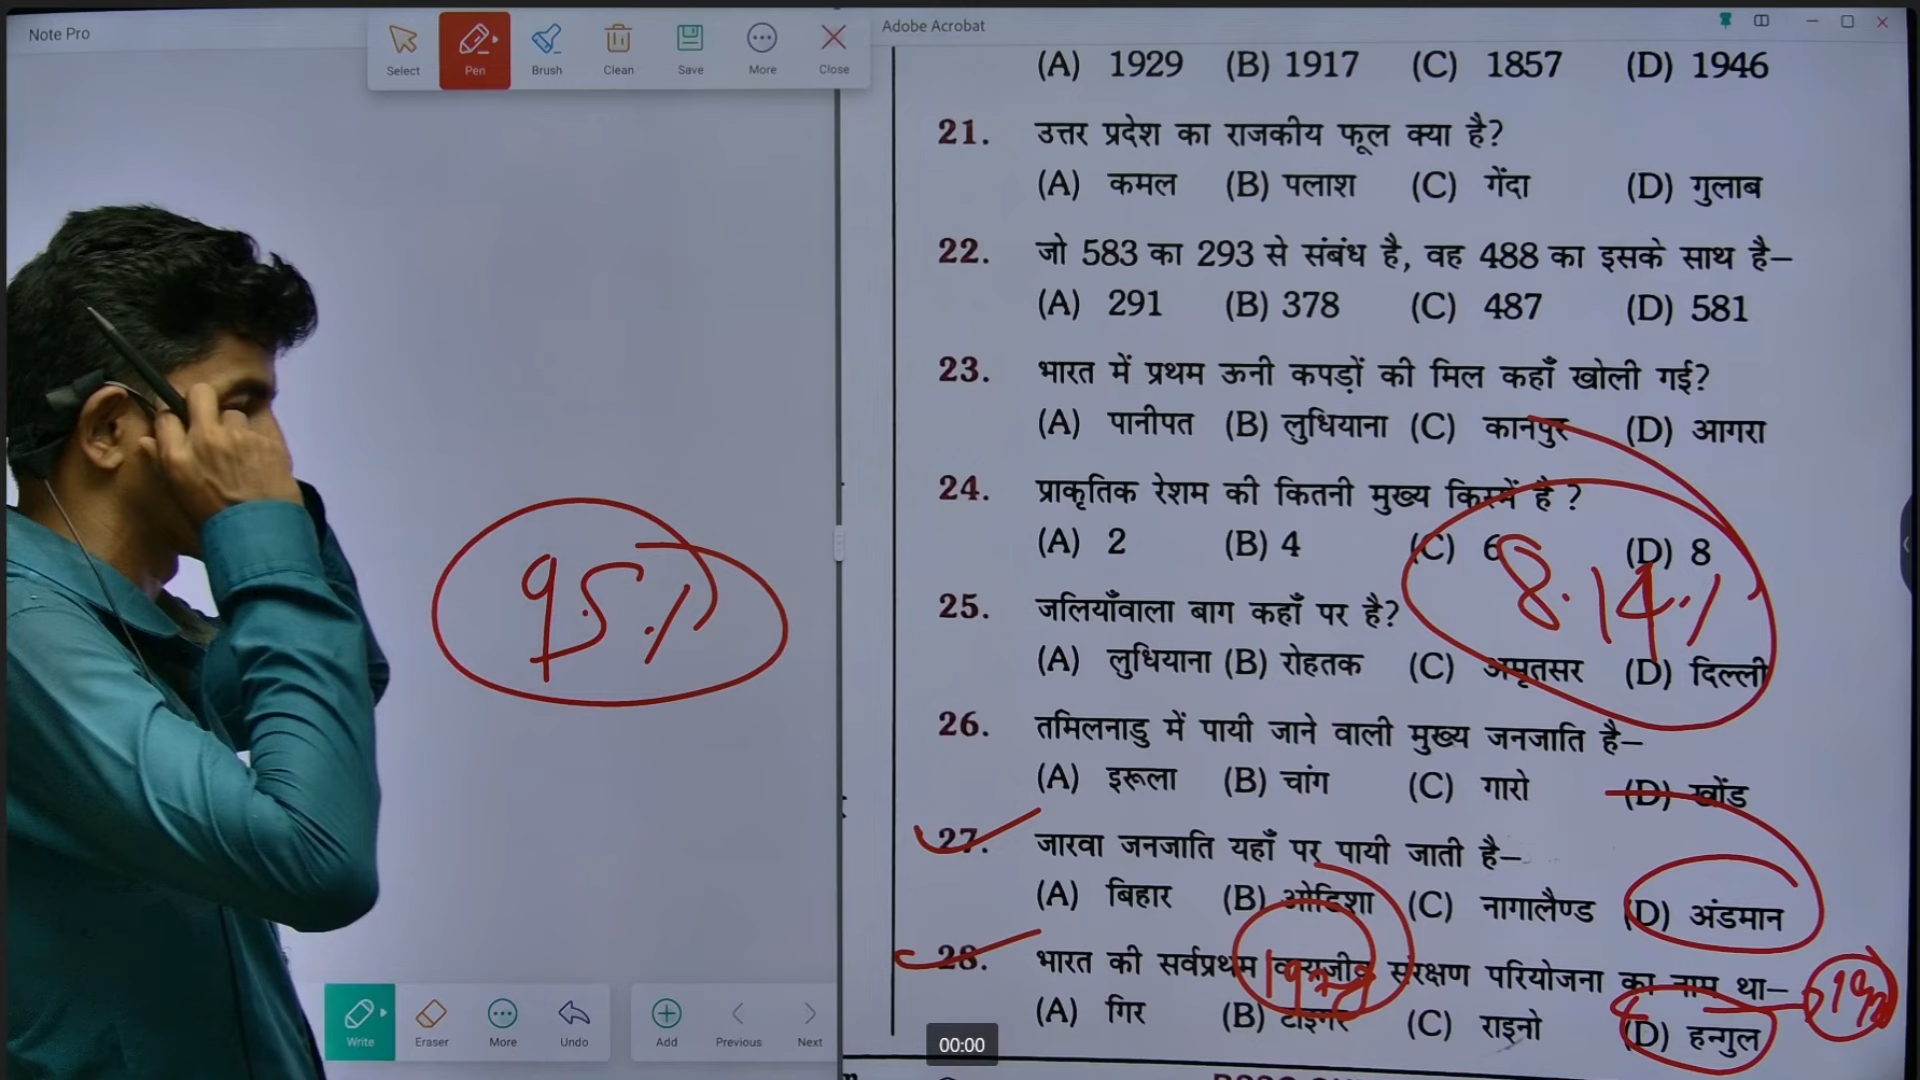 Note Pro
Select Pen Brush Clean Save More Close
Adobe Acrobat
(A) 1929 (B) 1917 (C) 1857 (D) 1946
21. उत्तर प्रदेश का राजकीय फूल क्या है?
(A) कमल (B) पलाश (C) गेंदा (D) गुलाब
22. जो 583 का 293 से संबंध है, वह 488 का इसके साथ है–
(A) 291 (B) 378 (C) 487 (D) 581
23. भारत में प्रथम ऊनी कपड़ों की मिल कहाँ खोली गई?
(A) पानीपत (B) लुधियाना (C) कानपुर (D) आगरा
24. प्राकृतिक रेशम की कितनी मुख्य किस्में है ?
(A) 2 (B) 4 (C) 6 (D) 8
95%
8.14%
25. जलियाँवाला बाग कहाँ पर है?
(A) लुधियाना (B) रोहतक (C) अमृतसर (D) दिल्ली
26. तमिलनाडु में पायी जाने वाली मुख्य जनजाति है–
(A) इरूला (B) चांग (C) गारो (D) खोंड
27. जारवा जनजाति यहाँ पर पायी जाती है–
(A) बिहार (B) ओडिशा (C) नागालैण्ड (D) अंडमान
28. भारत की सर्वप्रथम वन्यजीव संरक्षण परियोजना का नाम था–
(A) गिर (B) टाइगर (C) राइनो (D) हन्गुल
Write Eraser More Undo Add Previous Next
00:00